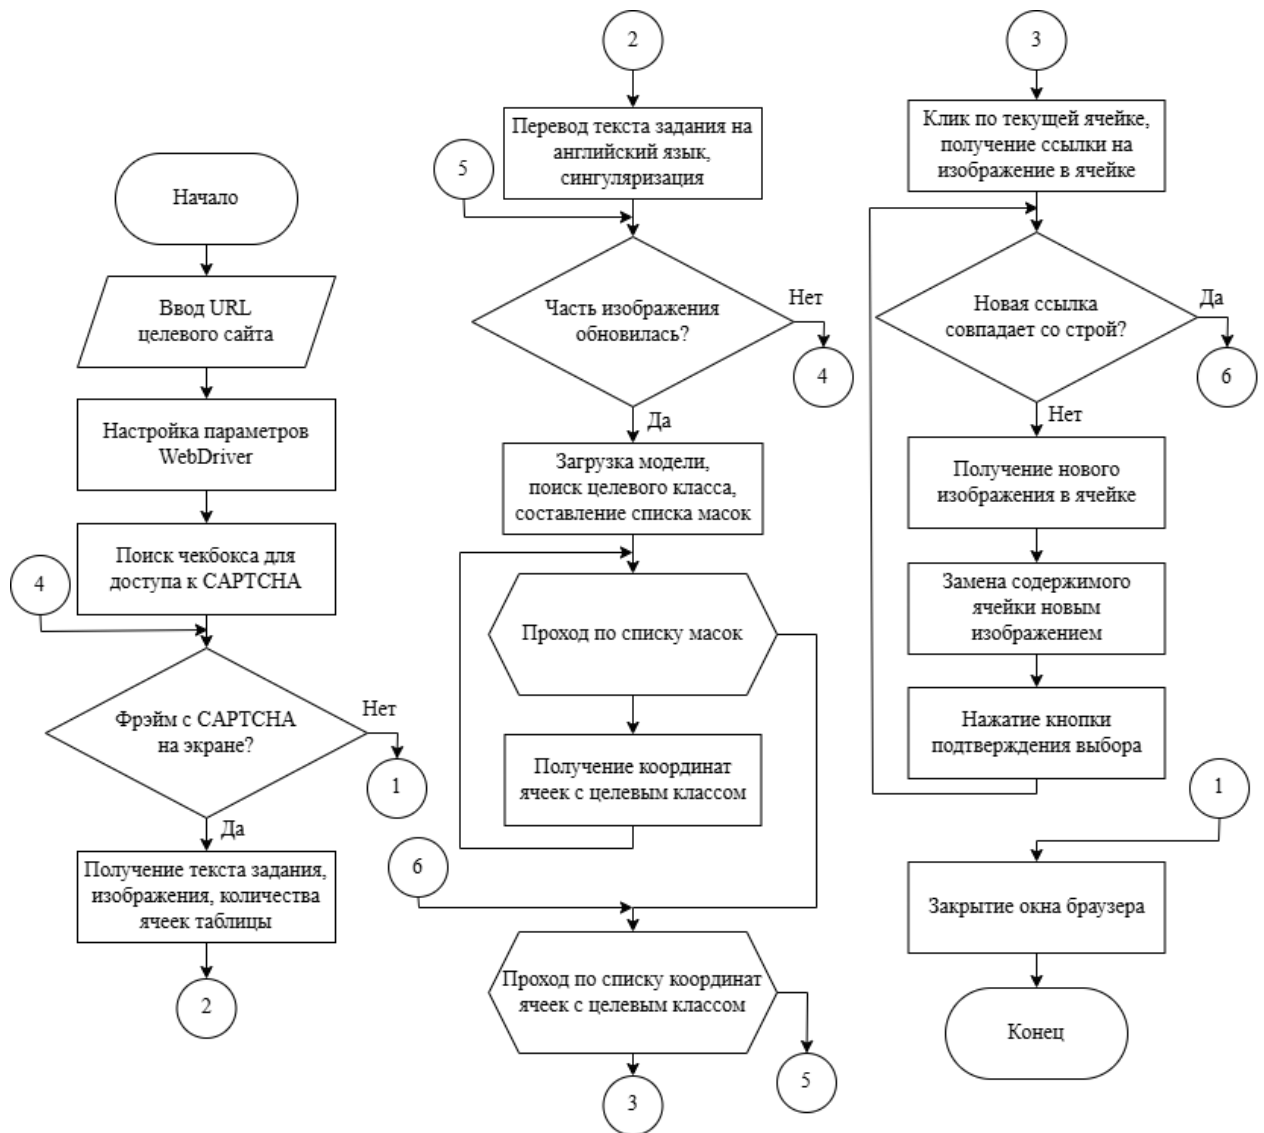 Начало
Ввод URL
целевого сайта
Настройка параметров
WebDriver
Поиск чекбокса для
доступа к CAPTCHA
4
Фрэйм с CAPTCHA
на экране?
Нет
1
Да
Получение текста задания,
изображения, количества
ячеек таблицы
2
2
Перевод текста задания на
английский язык,
сингуляризация
5
Часть изображения
обновилась?
Нет
4
Да
Загрузка модели,
поиск целевого класса,
составление списка масок
Проход по списку масок
Получение координат
ячеек с целевым классом
6
Проход по списку координат
ячеек с целевым классом
5
3
3
Клик по текущей ячейке,
получение ссылки на
изображение в ячейке
Новая ссылка
совпадает со строй?
Да
6
Нет
Получение нового
изображения в ячейке
Замена содержимого
ячейки новым
изображением
Нажатие кнопки
подтверждения выбора
1
Закрытие окна браузера
Конец